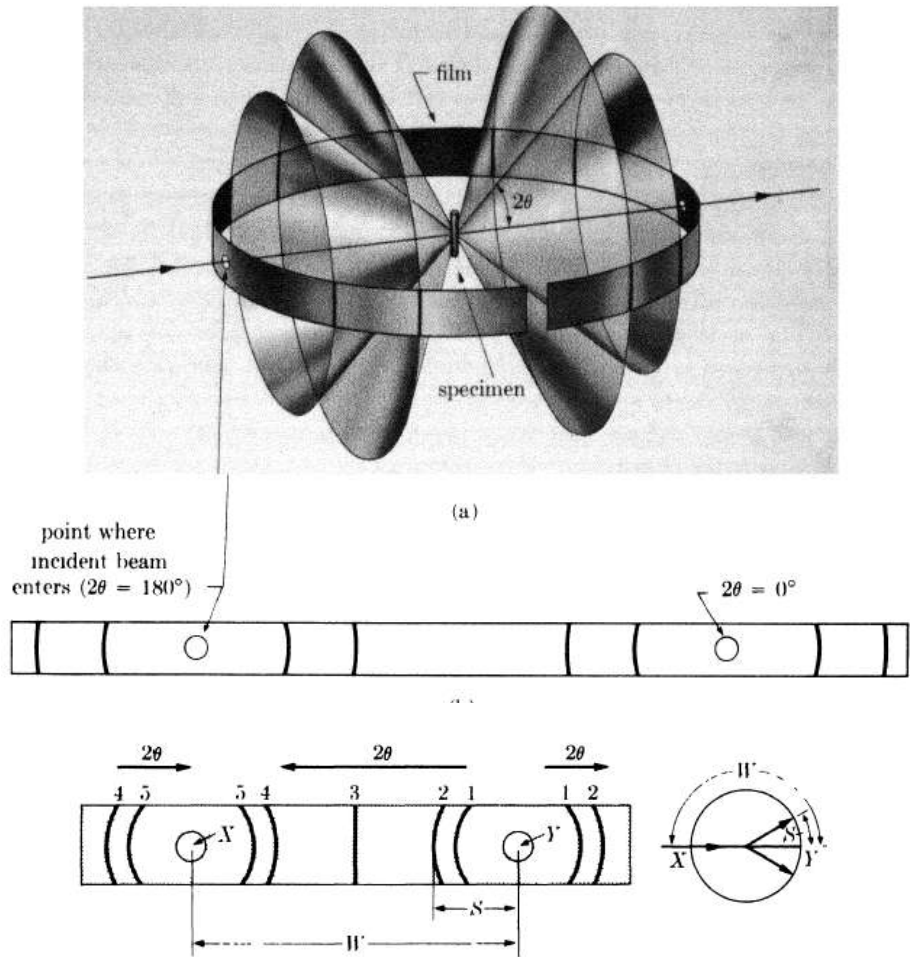 film
2θ
specimen
(a)
point where
incident beam
enters (2θ = 180°)
2θ = 0°
2θ 2θ 2θ
4 5 5 4 3 2 1 1 2
X Y
S
W
W
S
X Y